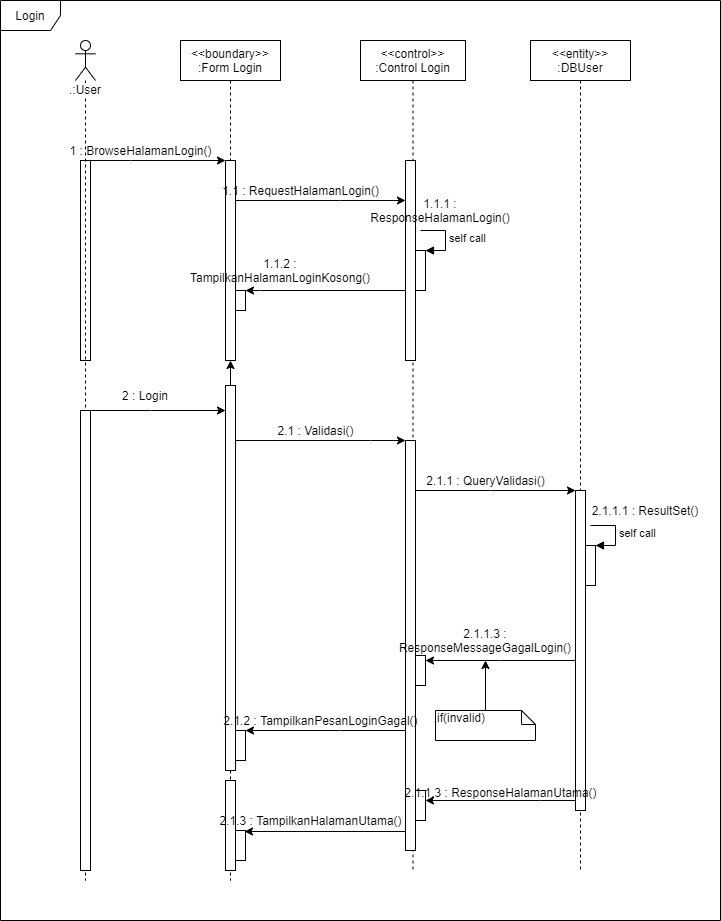 Login
<<boundary>>
:Form Login
<<control>>
:Control Login
<<entity>>
:DBUser
.:User
1 : BrowseHalamanLogin()
1.1 : RequestHalamanLogin()
1.1.1 :
ResponseHalamanLogin()
self call
1.1.2 :
TampilkanHalamanLoginKosong()
2 : Login
2.1 : Validasi()
2.1.1 : QueryValidasi()
2.1.1.1 : ResultSet()
self call
2.1.1.3 :
ResponseMessageGagalLogin()
if(invalid)
2.1.2 : TampilkanPesanLoginGagal()
2.1.1.3 : ResponseHalamanUtama()
2.1.3 : TampilkanHalamanUtama()